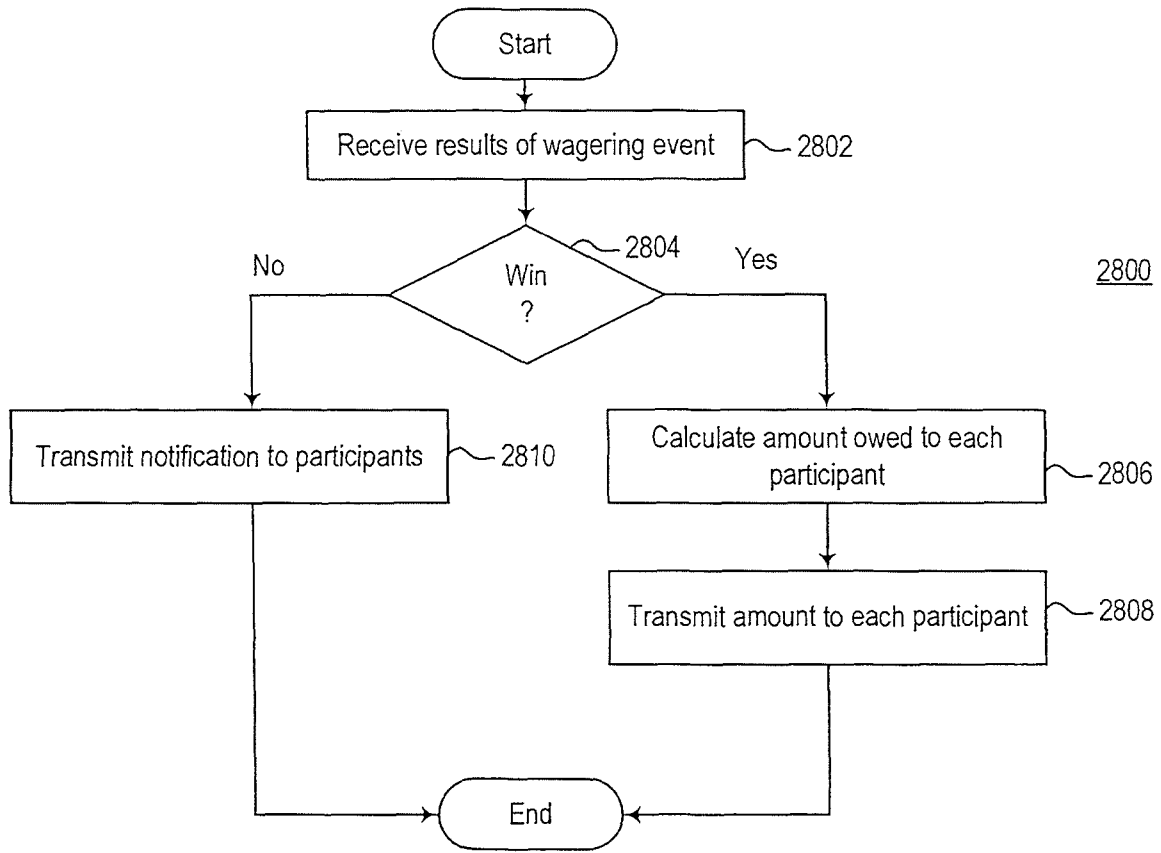 Start
Receive results of wagering event
2802
2804
No
Win
?
Yes
2800
Transmit notification to participants
2810
Calculate amount owed to each
participant
2806
Transmit amount to each participant
2808
End